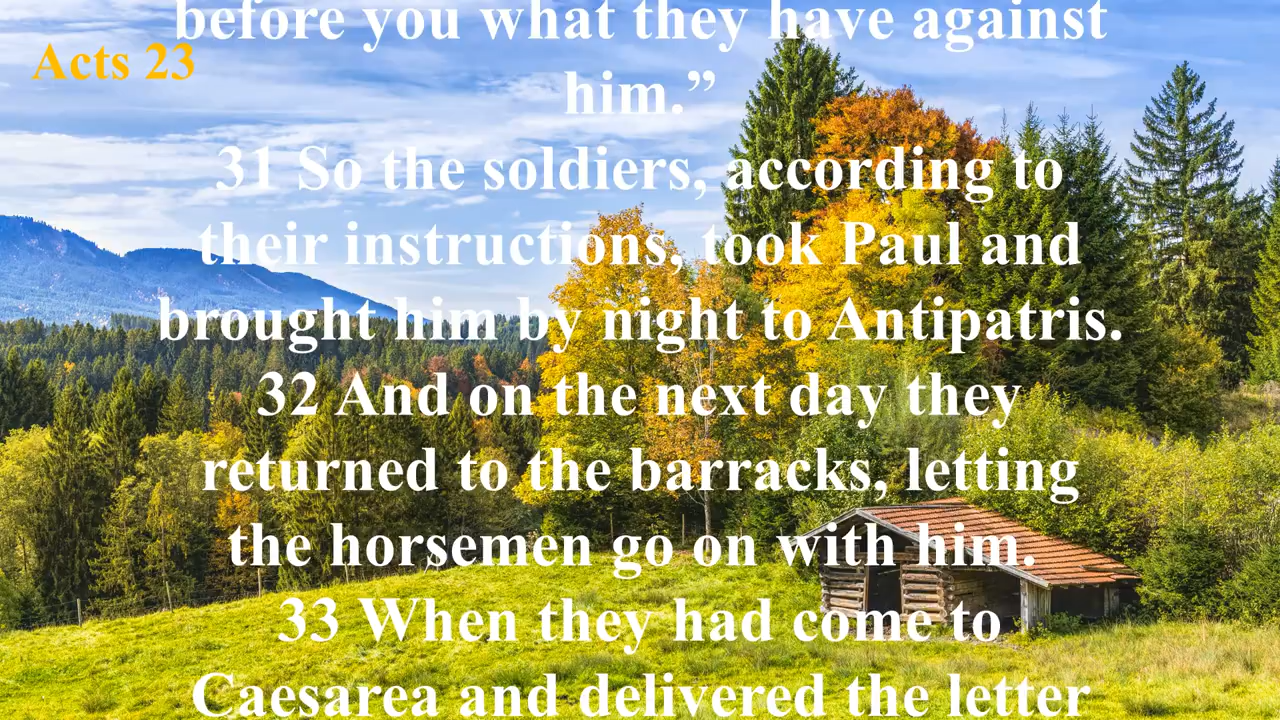 before you what they have against
Acts 23
him.”
31 So the soldiers, according to
their instructions, took Paul and
brought him by night to Antipatris.
32 And on the next day they
returned to the barracks, letting
the horsemen go on with him.
33 When they had come to
Caesarea and delivered the letter